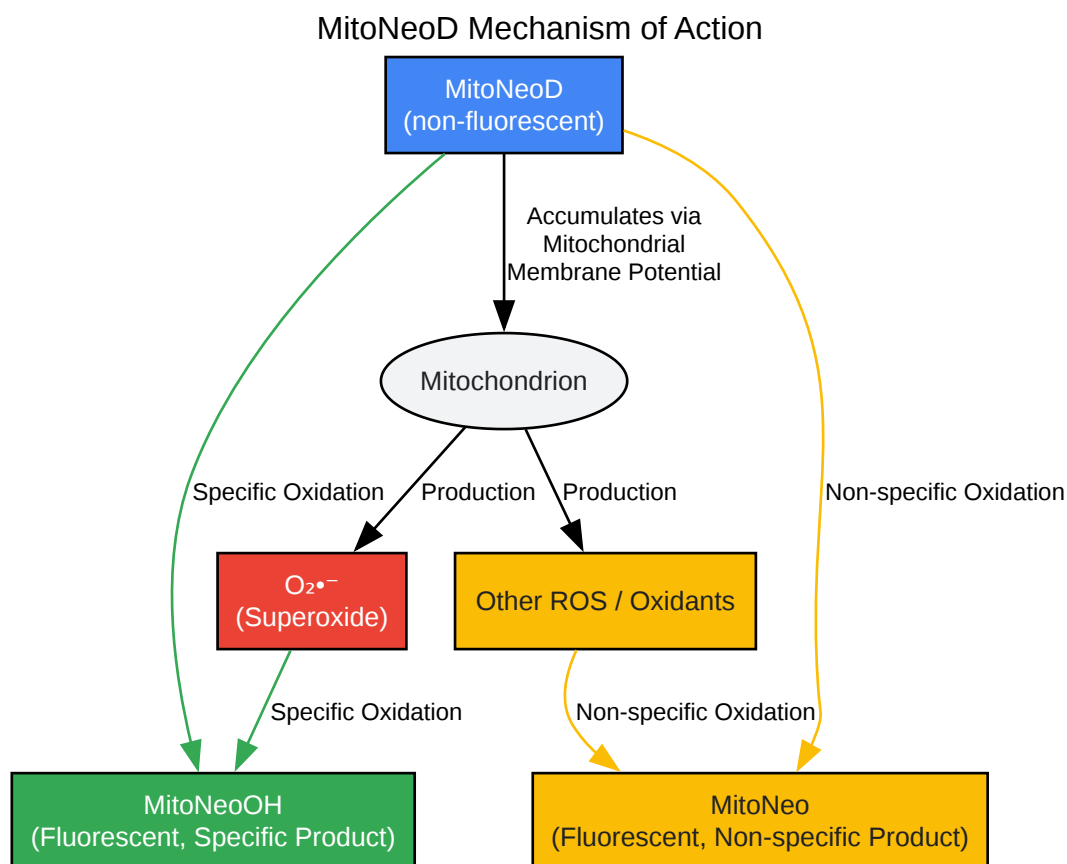 MitoNeoD Mechanism of Action
MitoNeoD
(non-fluorescent)
Accumulates via
Mitochondrial
Membrane Potential
Mitochondrion
Specific Oxidation
Production
Production
Non-specific Oxidation
O₂•⁻
(Superoxide)
Other ROS / Oxidants
Specific Oxidation
Non-specific Oxidation
MitoNeoOH
(Fluorescent, Specific Product)
MitoNeo
(Fluorescent, Non-specific Product)